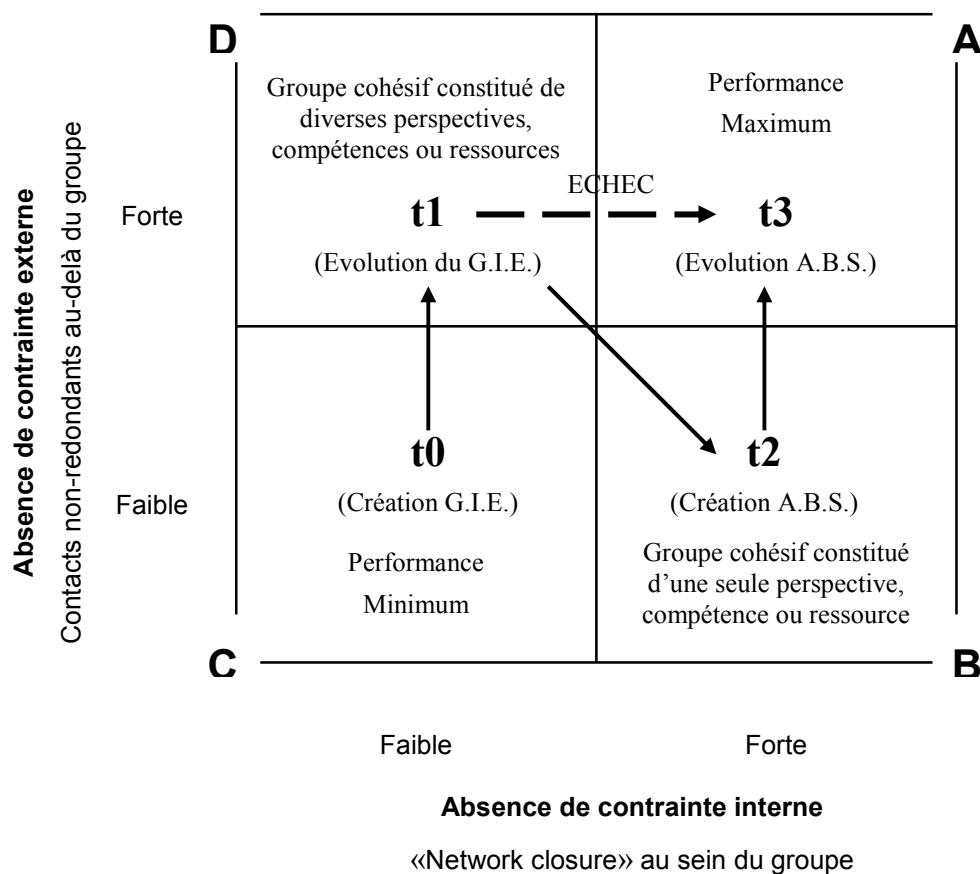 D
A
Groupe cohésif constitué de
diverses perspectives,
compétences ou ressources
Performance
Maximum
ECHEC
Forte
t1
t3
(Evolution du G.I.E.)
(Evolution A.B.S.)
Absence de contrainte externe
Contacts non-redondants au-delà du groupe
t0
t2
Faible
(Création G.I.E.)
(Création A.B.S.)
Performance
Minimum
Groupe cohésif constitué
d’une seule perspective,
compétence ou ressource
C
B
Faible
Forte
Absence de contrainte interne
«Network closure» au sein du groupe